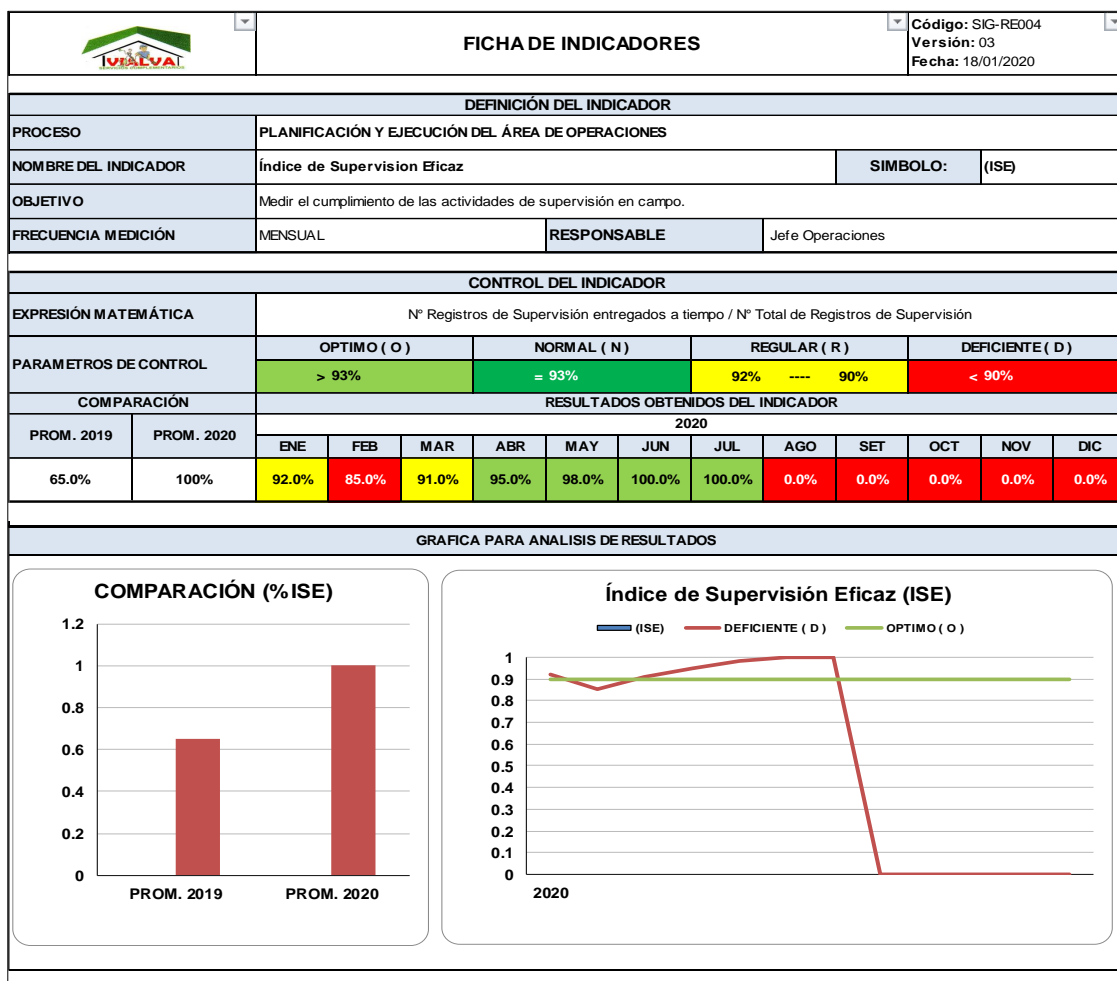 VIALVA
SERVICIOS COMPLEMENTARIOS
FICHA DE INDICADORES
Código: SIG-RE004
Versión: 03
Fecha: 18/01/2020
DEFINICIÓN DEL INDICADOR
PROCESO PLANIFICACIÓN Y EJECUCIÓN DEL ÁREA DE OPERACIONES
NOMBRE DEL INDICADOR Índice de Supervision Eficaz SIMBOLO: (ISE)
OBJETIVO Medir el cumplimiento de las actividades de supervisión en campo.
FRECUENCIA MEDICIÓN MENSUAL RESPONSABLE Jefe Operaciones
CONTROL DEL INDICADOR
EXPRESIÓN MATEMÁTICA N° Registros de Supervisión entregados a tiempo / N° Total de Registros de Supervisión
PARAMETROS DE CONTROL
OPTIMO ( O ) NORMAL ( N ) REGULAR ( R ) DEFICIENTE ( D )
> 93% = 93% 92% ---- 90% < 90%
COMPARACIÓN RESULTADOS OBTENIDOS DEL INDICADOR
PROM. 2019 PROM. 2020
2020
ENE FEB MAR ABR MAY JUN JUL AGO SET OCT NOV DIC
65.0% 100% 92.0% 85.0% 91.0% 95.0% 98.0% 100.0% 100.0% 0.0% 0.0% 0.0% 0.0% 0.0%
GRAFICA PARA ANALISIS DE RESULTADOS
COMPARACIÓN (%ISE)
1.2
1
0.8
0.6
0.4
0.2
0
PROM. 2019 PROM. 2020
Índice de Supervisión Eficaz (ISE)
(ISE) DEFICIENTE ( D ) OPTIMO ( O )
1
0.9
0.8
0.7
0.6
0.5
0.4
0.3
0.2
0.1
0
2020